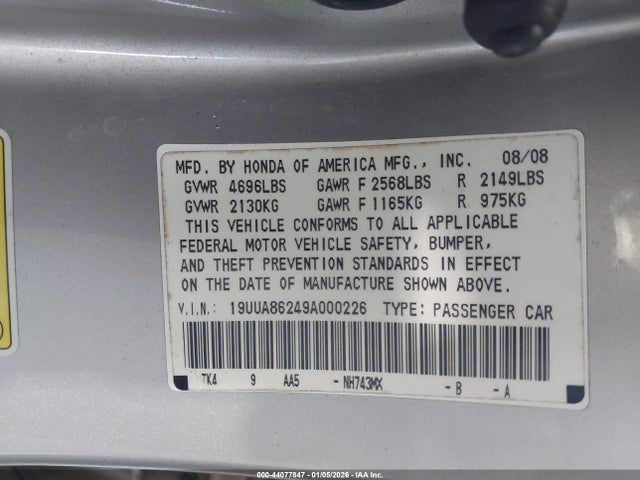 MFD. BY HONDA OF AMERICA MFG., INC. 08/08
GVWR 4696LBS GAWR F 2568LBS R 2149LBS
GVWR 2130KG GAWR F 1165KG R 975KG
THIS VEHICLE CONFORMS TO ALL APPLICABLE
FEDERAL MOTOR VEHICLE SAFETY, BUMPER,
AND THEFT PREVENTION STANDARDS IN EFFECT
ON THE DATE OF MANUFACTURE SHOWN ABOVE.
V.I.N.: 19UUA86249A000226 TYPE: PASSENGER CAR
TK4 9 AA5 -NH743MX -B -A
000-44077847 - 01/05/2026 - IAA Inc.